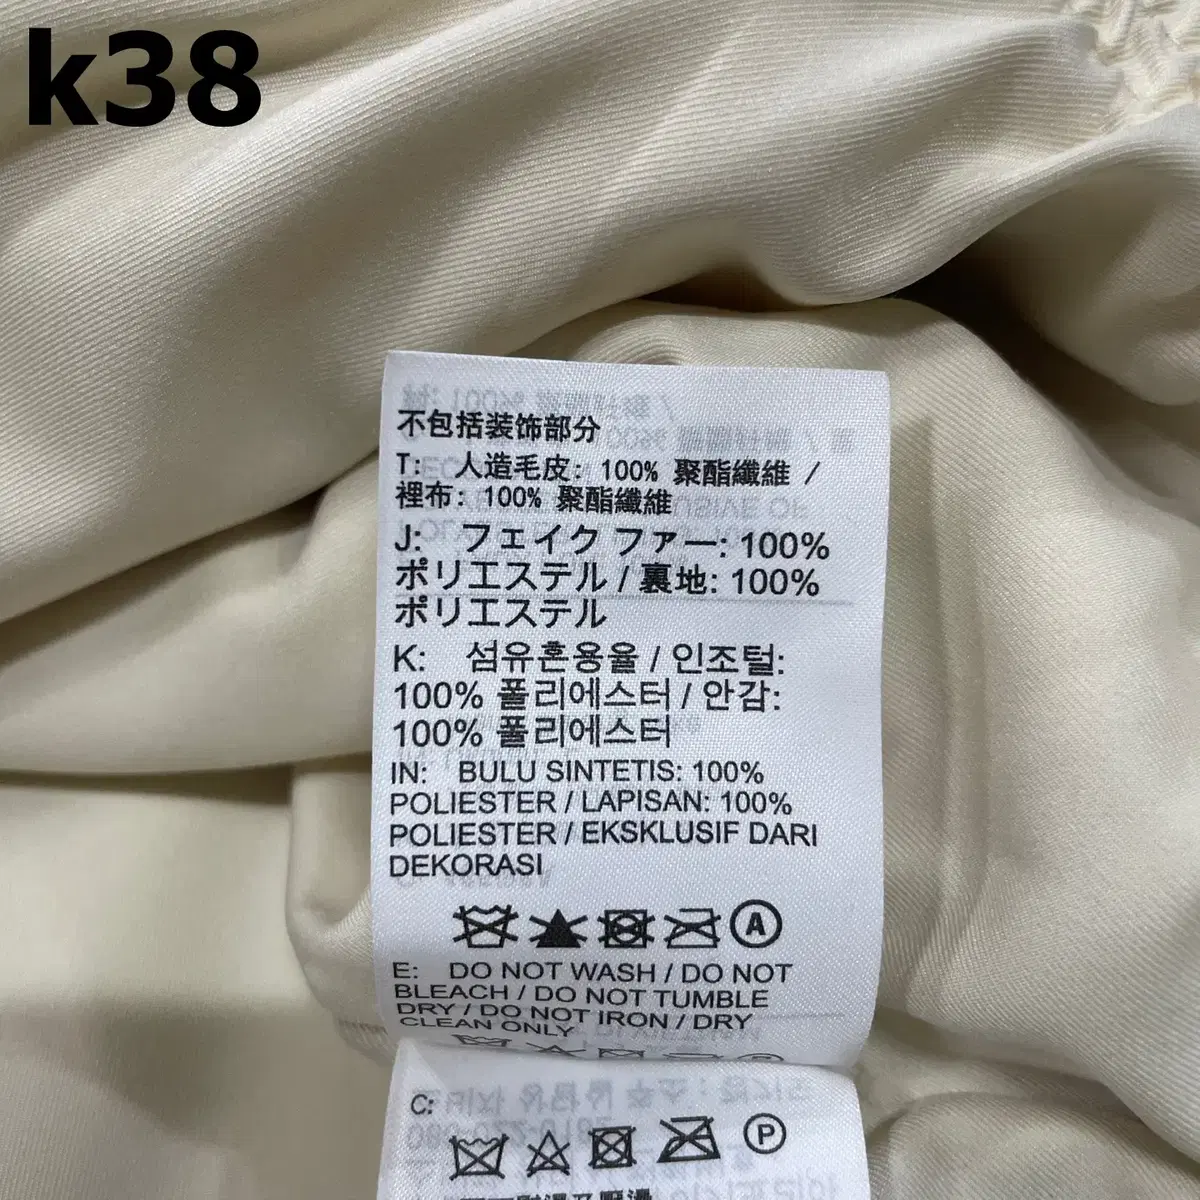 k38
不包括装饰部分
T: 人造毛皮: 100% 聚酯纖維 /
裡布: 100% 聚酯纖維
J: フェイク ファー: 100%
ポリエステル / 裏地: 100%
ポリエステル
K: 섬유혼용율 / 인조털:
100% 폴리에스터 / 안감:
100% 폴리에스터
IN: BULU SINTETIS: 100%
POLIESTER / LAPISAN: 100%
POLIESTER / EKSKLUSIF DARI
DEKORASI
A
E: DO NOT WASH / DO NOT
BLEACH / DO NOT TUMBLE
DRY / DO NOT IRON / DRY
CLEAN ONLY
C:
P